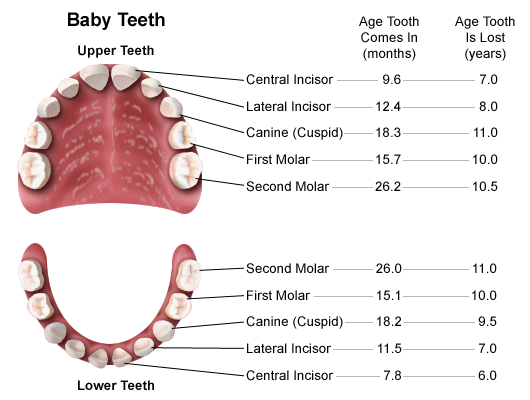 Baby Teeth
Upper Teeth
Age Tooth Comes In (months)
Age Tooth Is Lost (years)
Central Incisor 9.6 7.0
Lateral Incisor 12.4 8.0
Canine (Cuspid) 18.3 11.0
First Molar 15.7 10.0
Second Molar 26.2 10.5
Second Molar 26.0 11.0
First Molar 15.1 10.0
Canine (Cuspid) 18.2 9.5
Lateral Incisor 11.5 7.0
Central Incisor 7.8 6.0
Lower Teeth